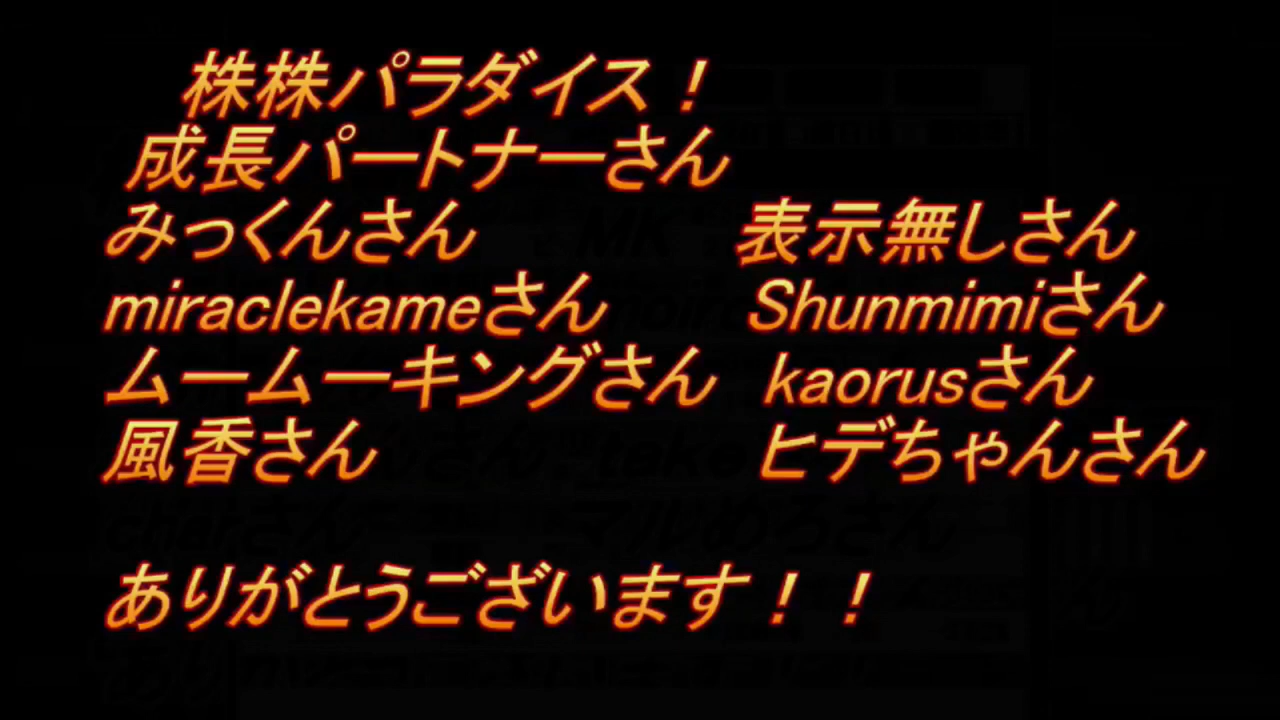 株株パラダイス！
成長パートナーさん
みっくんさん 表示無しさん
miraclekameさん Shunmimiさん
ムームーキングさん kaorusさん
風香さん ヒデちゃんさん
ありがとうございます！！